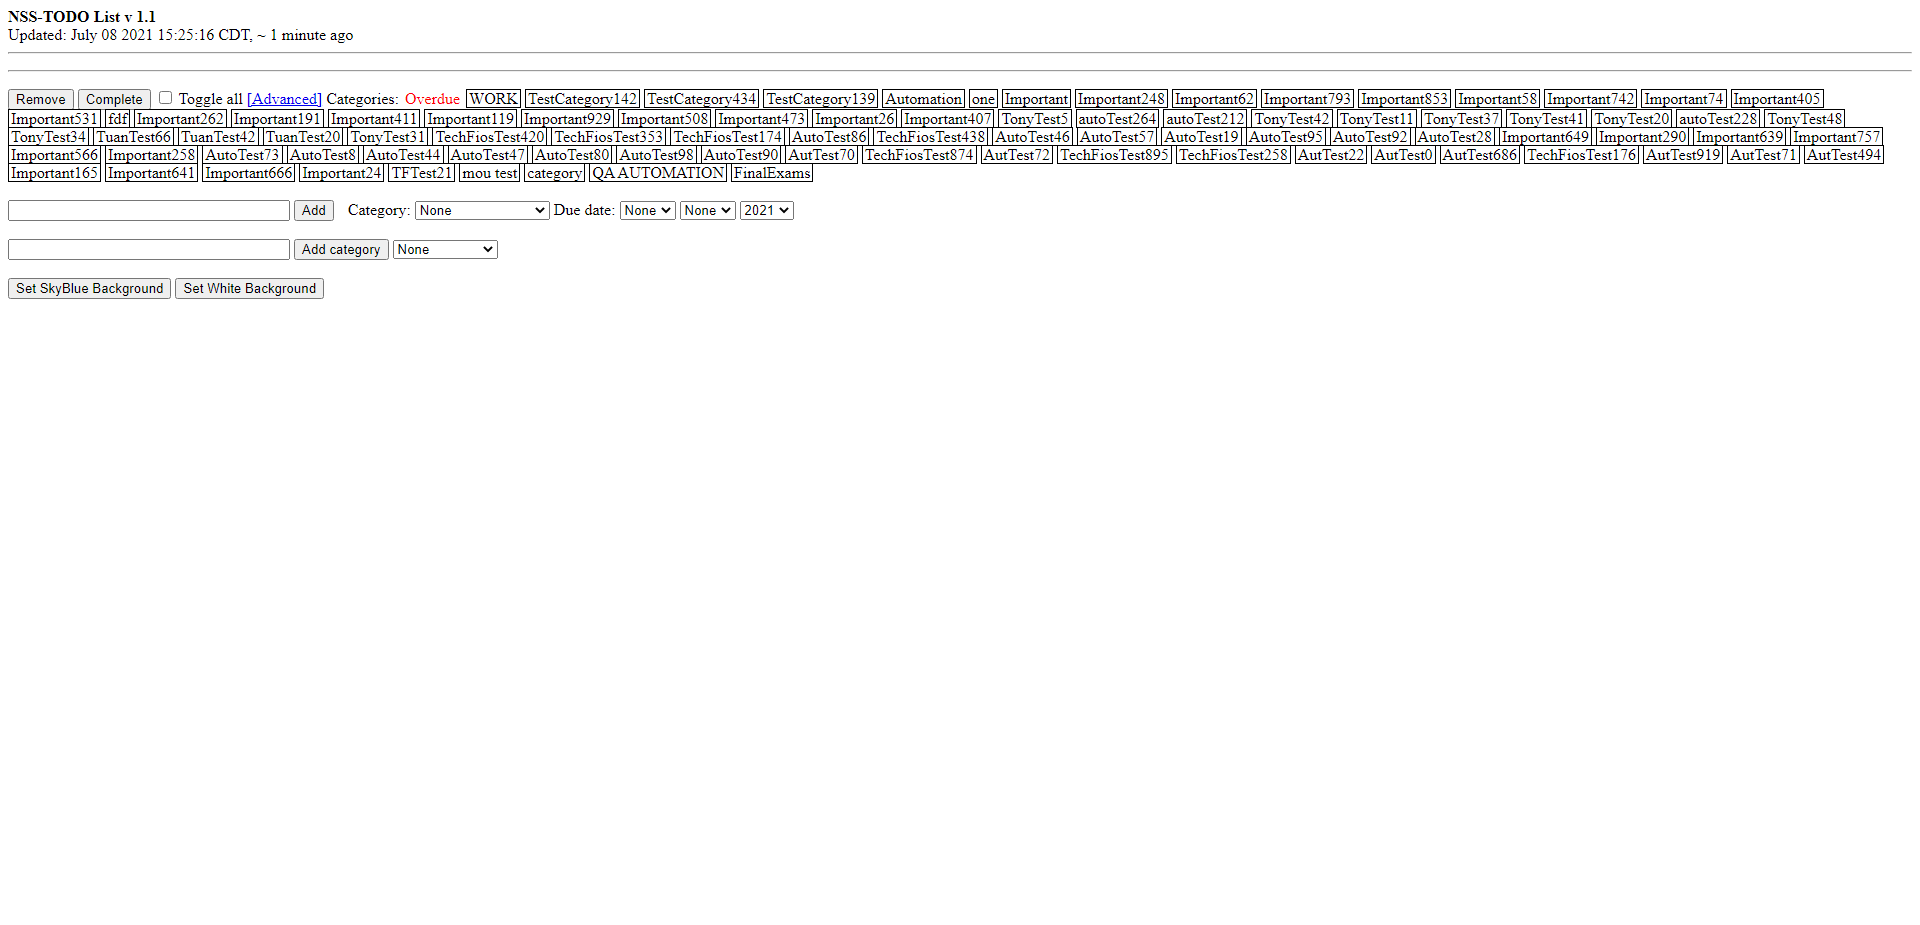 NSS-TODO List v 1.1
Updated: July 08 2021 15:25:16 CDT, ~ 1 minute ago
Remove Complete Toggle all [Advanced] Categories: Overdue WORK TestCategory142 TestCategory434 TestCategory139 Automation one Important Important248 Important62 Important793 Important853 Important58 Important742 Important74 Important405
Important531 fdf Important262 Important191 Important411 Important119 Important929 Important508 Important473 Important26 Important407 TonyTest5 autoTest264 autoTest212 TonyTest42 TonyTest11 TonyTest37 TonyTest41 TonyTest20 autoTest228 TonyTest48
TonyTest34 TuanTest66 TuanTest42 TuanTest20 TonyTest31 TechFiosTest420 TechFiosTest353 TechFiosTest174 AutoTest86 TechFiosTest438 AutoTest46 AutoTest57 AutoTest19 AutoTest95 AutoTest92 AutoTest28 Important649 Important290 Important639 Important757
Important566 Important258 AutoTest73 AutoTest8 AutoTest44 AutoTest47 AutoTest80 AutoTest98 AutoTest90 AutTest70 TechFiosTest874 AutTest72 TechFiosTest895 TechFiosTest258 AutTest22 AutTest0 AutTest686 TechFiosTest176 AutTest919 AutTest71 AutTest494
Important165 Important641 Important666 Important24 TFTest21 mou test category QA AUTOMATION FinalExams
Add Category: None Due date: None None 2021
Add category None
Set SkyBlue Background Set White Background